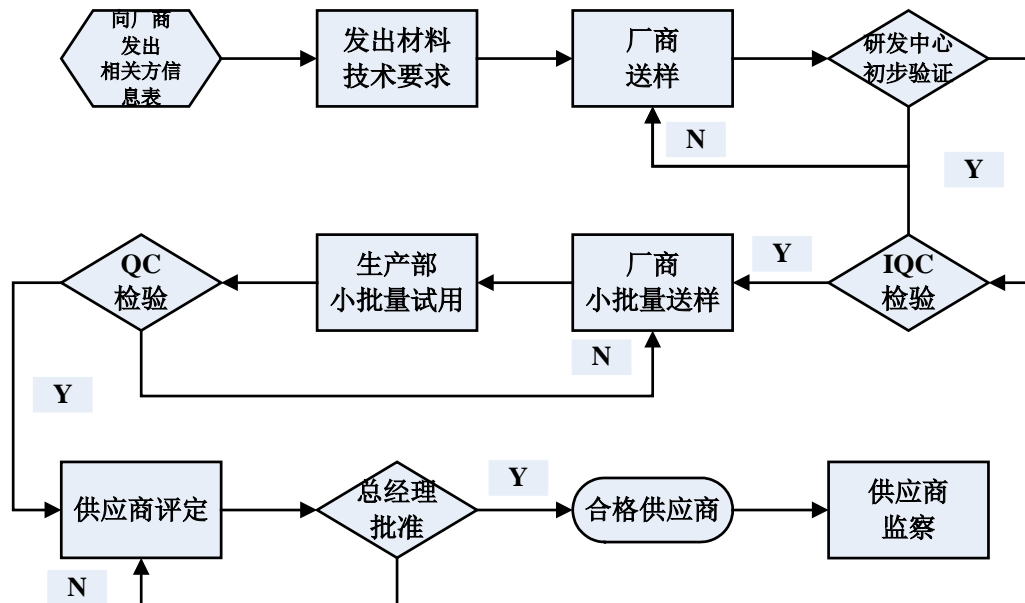 向厂商
发出
相关方信
息表
发出材料
技术要求
厂商
送样
研发中心
初步验证
N
Y
QC
检验
生产部
小批量试用
厂商
小批量送样
Y
IQC
检验
N
Y
供应商评定
总经理
批准
Y
合格供应商
供应商
监察
N